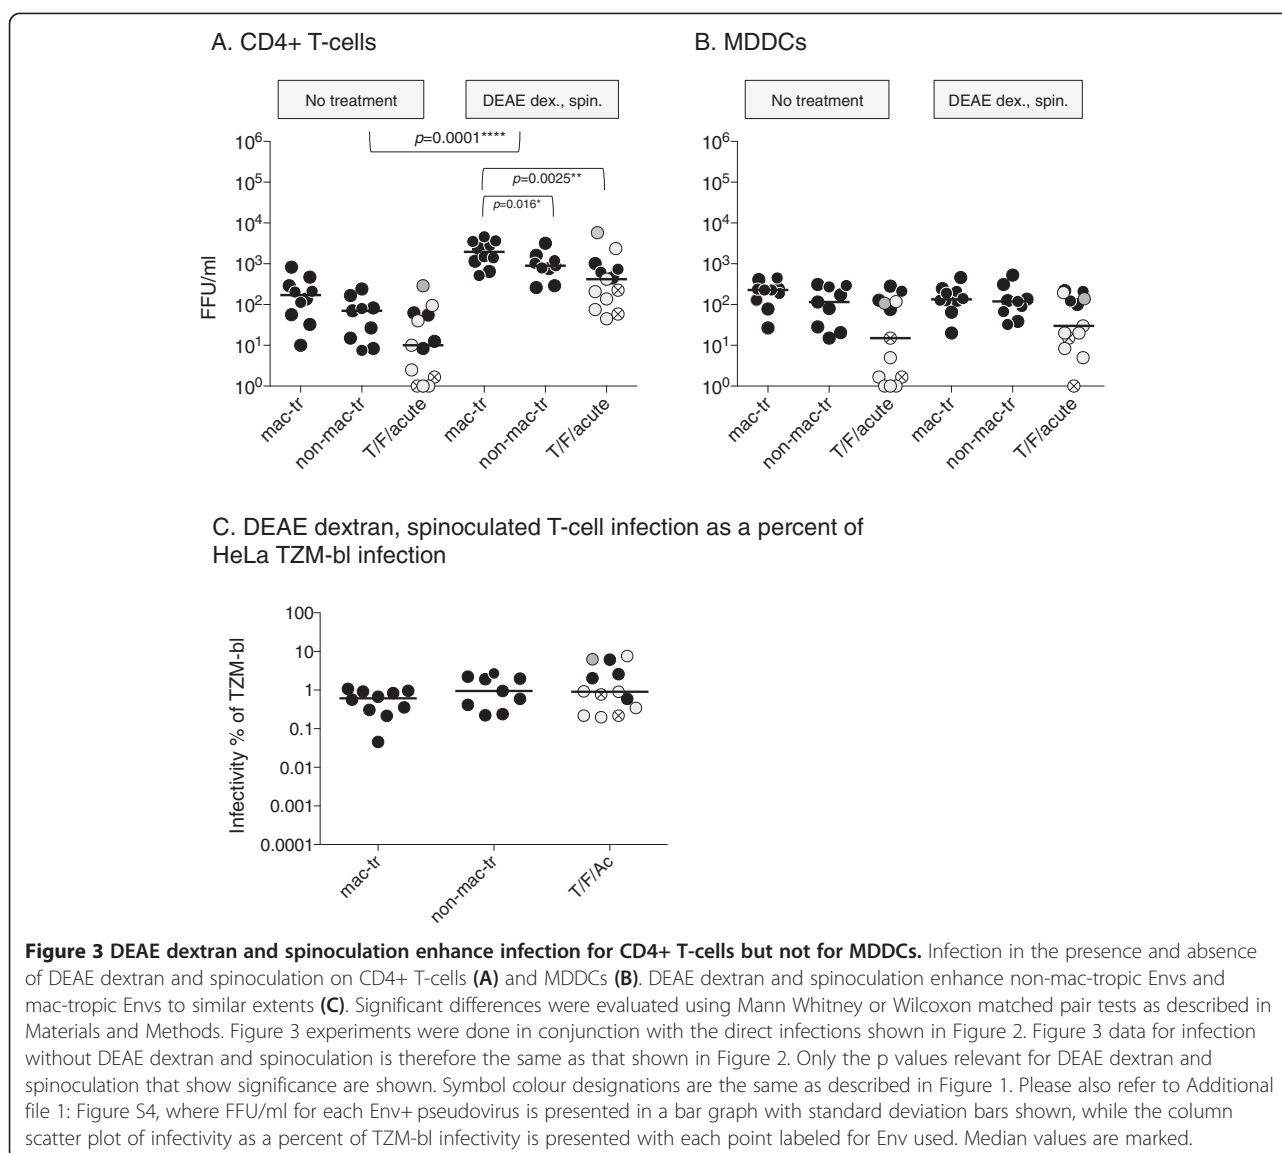 A. CD4+ T-cells
B. MDDCs
No treatment
DEAE dex., spin.
No treatment
DEAE dex., spin.
p=0.0001****
p=0.0025**
p=0.016*
FFU/ml
10⁶
10⁵
10⁴
10³
10²
10¹
10⁰
mac-tr
non-mac-tr
T/F/acute
mac-tr
non-mac-tr
T/F/acute
10⁶
10⁵
10⁴
10³
10²
10¹
10⁰
mac-tr
non-mac-tr
T/F/acute
mac-tr
non-mac-tr
T/F/acute
C. DEAE dextran, spinoculated T-cell infection as a percent of
HeLa TZM-bl infection
Infectivity % of TZM-bl
100
10
1
0.1
0.01
0.001
0.0001
mac-tr
non-mac-tr
T/F/Ac
Figure 3 DEAE dextran and spinoculation enhance infection for CD4+ T-cells but not for MDDCs. Infection in the presence and absence
of DEAE dextran and spinoculation on CD4+ T-cells (A) and MDDCs (B). DEAE dextran and spinoculation enhance non-mac-tropic Envs and
mac-tropic Envs to similar extents (C). Significant differences were evaluated using Mann Whitney or Wilcoxon matched pair tests as described in
Materials and Methods. Figure 3 experiments were done in conjunction with the direct infections shown in Figure 2. Figure 3 data for infection
without DEAE dextran and spinoculation is therefore the same as that shown in Figure 2. Only the p values relevant for DEAE dextran and
spinoculation that show significance are shown. Symbol colour designations are the same as described in Figure 1. Please also refer to Additional
file 1: Figure S4, where FFU/ml for each Env+ pseudovirus is presented in a bar graph with standard deviation bars shown, while the column
scatter plot of infectivity as a percent of TZM-bl infectivity is presented with each point labeled for Env used. Median values are marked.